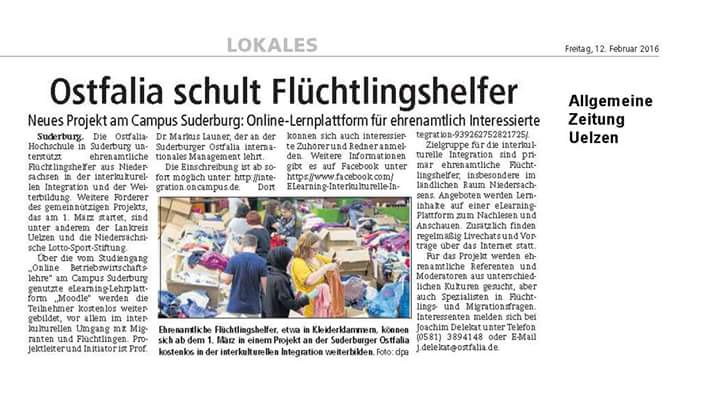 LOKALES
Freitag, 12. Februar 2016
Ostfalia schult Flüchtlingshelfer
Neues Projekt am Campus Suderburg: Online-Lernplattform für ehrenamtlich Interessierte
Allgemeine
Zeitung
Uelzen
Suderburg. Die Ostfalia-
Hochschule in Suderburg un-
terstützt ehrenamtliche
Flüchtlingshelfer aus Nieder-
sachsen in der interkulturel-
len Integration und der Wei-
terbildung. Weitere Förderer
des gemeinnützigen Projekts,
das am 1. März startet, sind
unter anderem der Lankreis
Uelzen und die Niedersächsi-
sche Lotto-Sport-Stiftung.
Über die vom Studiengang
„Online Betriebswirtschafts-
lehre“ am Campus Suderburg
genutzte eLearning-Lehrplatt-
form „Moodle“ werden die
Teilnehmer kostenlos weiter-
gebildet, vor allem im inter-
kulturellen Umgang mit Mig-
ranten und Flüchtlingen. Pro-
jektleiter und Initiator ist Prof.
Dr. Markus Launer, der an der
Suderburger Ostfalia interna-
tionales Management lehrt.
Die Einschreibung ist ab so-
fort möglich unter: http://inte-
gration.oncampus.de. Dort
können sich auch interessier-
te Zuhörer und Redner anmel-
den. Weitere Informationen
gibt es auf Facebook unter
https://www.facebook.com/
ELearning-Interkulturelle-In-
tegration-939262752821725/.
Zielgruppe für die interkul-
turelle Integration sind pri-
mär ehrenamtliche Flücht-
lingshelfer, insbesondere im
ländlichen Raum Niedersach-
sens. Angeboten werden Lern-
inhalte auf einer eLearning-
Plattform zum Nachlesen und
Anschauen. Zusätzlich finden
regelmäßig Livechats und Vor-
träge über das Internet statt.
Für das Projekt werden eh-
renamtliche Referenten und
Moderatoren aus unterschied-
lichen Kulturen gesucht, aber
auch Spezialisten in Flücht-
lings- und Migrationsfragen.
Interessenten melden sich bei
Joachim Delekat unter Telefon
(0581) 3894148 oder E-Mail
j.delekat@ostfalia.de.
Ehrenamtliche Flüchtlingshelfer, etwa in Kleiderkammern, können
sich ab dem 1. März in einem Projekt an der Suderburger Ostfalia
kostenlos in der interkulturellen Integration weiterbilden. Foto: dpa